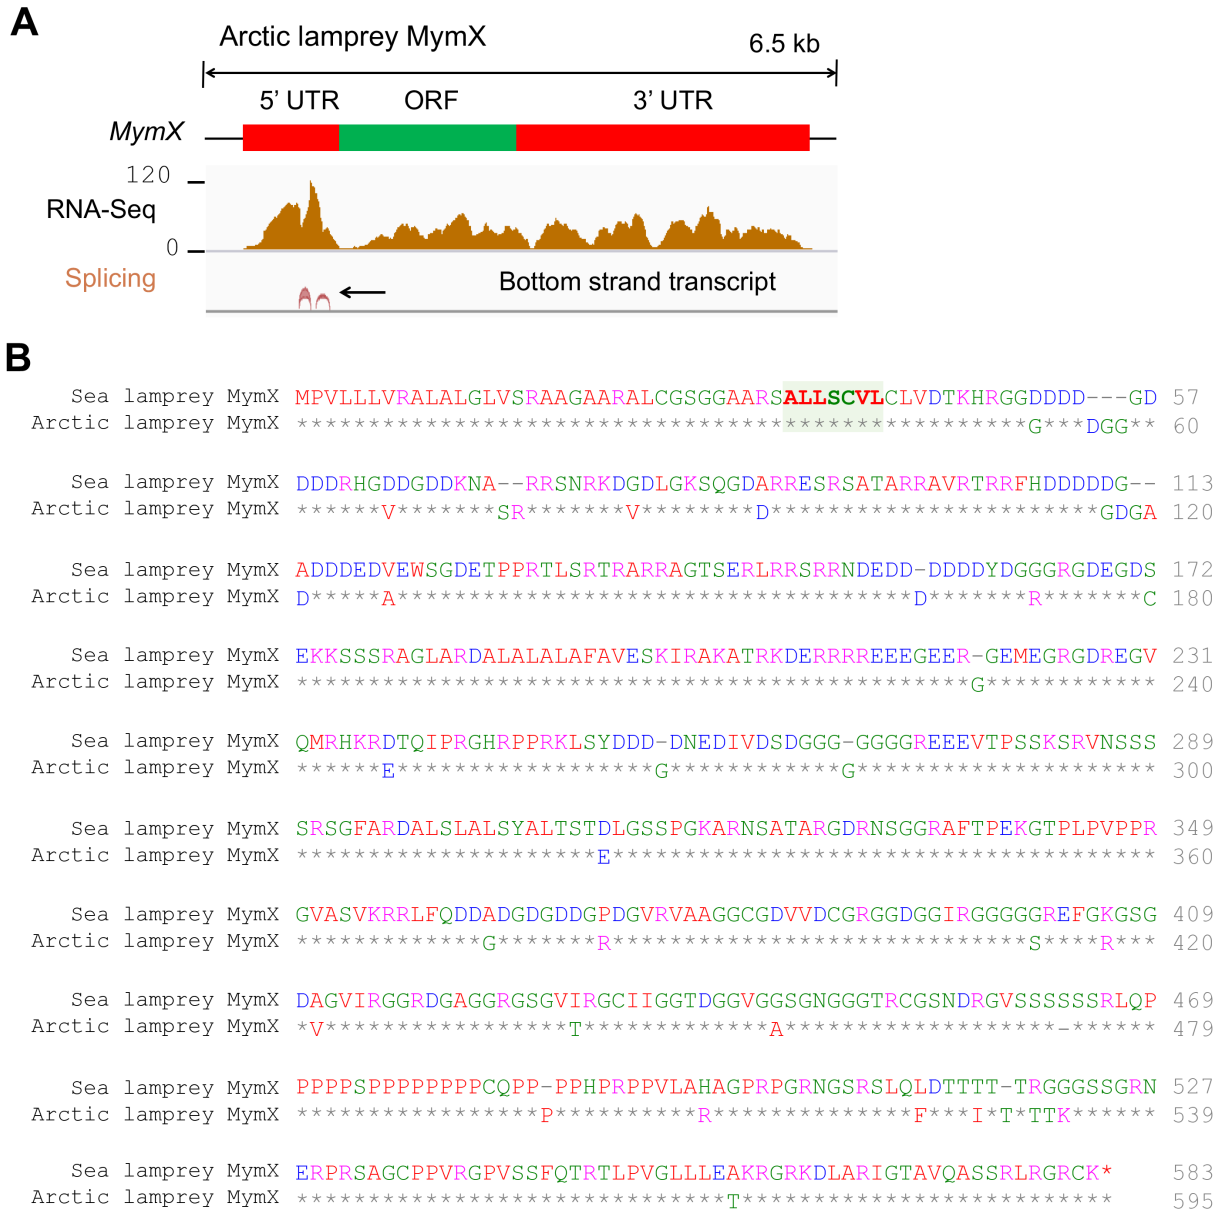 A
Arctic lamprey MymX
6.5 kb
5’ UTR ORF 3’ UTR
MymX
120
RNA-Seq
0
Splicing
Bottom strand transcript
B
Sea lamprey MymX MPVLLLVRALALGLVSRAAGAARALCGSGGAARSALLSCVLCLVDTKHRGGDDDD---GD 57
Arctic lamprey MymX ***************************************************G***DGG** 60
Sea lamprey MymX DDDRHGDDGDDKNA--RRSNRKDGDLGKSQGDARRESRSATARRAVRTRRFHDDDDDG-- 113
Arctic lamprey MymX ******V*******SR*******V********D***********************GDGA 120
Sea lamprey MymX ADDDEDVEWSGDETPPRTLSRTRARRAGTSERLRRSRRNDEDD-DDDDYDGGGRGDEGDS 172
Arctic lamprey MymX D*****A************************************D*******R*******C 180
Sea lamprey MymX EKKSSSRAGLARDALALALAFAVESKIRAKATRKDERRRREEEGEER-GEMEGRGDREGV 231
Arctic lamprey MymX ***********************************************G************ 240
Sea lamprey MymX QMRHKRDTQIPRGHRPPRKLSYDDD-DNEDIVDSDGGG-GGGGREEEVTPSSKSRVNSSS 289
Arctic lamprey MymX ******E******************G************G********************* 300
Sea lamprey MymX SRSGFARDALSLALSYALTSTDLGSSPGKARNSATARGDRNSGGRAFTPEKGTPLPVPPR 349
Arctic lamprey MymX *********************E************************************** 360
Sea lamprey MymX GVASVKRRLFQDDADGDGDDGPDGVRVAAGGCGDVVDCGRGGDGGIRGGGGGREFGKGSG 409
Arctic lamprey MymX *************G*******R*****************************S****R*** 420
Sea lamprey MymX DAGVIRGGRDGAGGRGSGVIRGCIIGGTDGGVGGSGNGGGTRCGSNDRGVSSSSSSRLQP 469
Arctic lamprey MymX *V*****************T*************A*******************-****** 479
Sea lamprey MymX PPPPSPPPPPPPPCQPP-PPHPRPPVLAHAGPRPGRNGSRSLQLDTTTT-TRGGGSSGRN 527
Arctic lamprey MymX *****************P**********R**************F***I*T*TTK****** 539
Sea lamprey MymX ERPRSAGCPPVRGPVSSFQTRTLPVGLLLEAKRGRKDLARIGTAVQASSRLRGRCK* 583
Arctic lamprey MymX ******************************T************************** 595